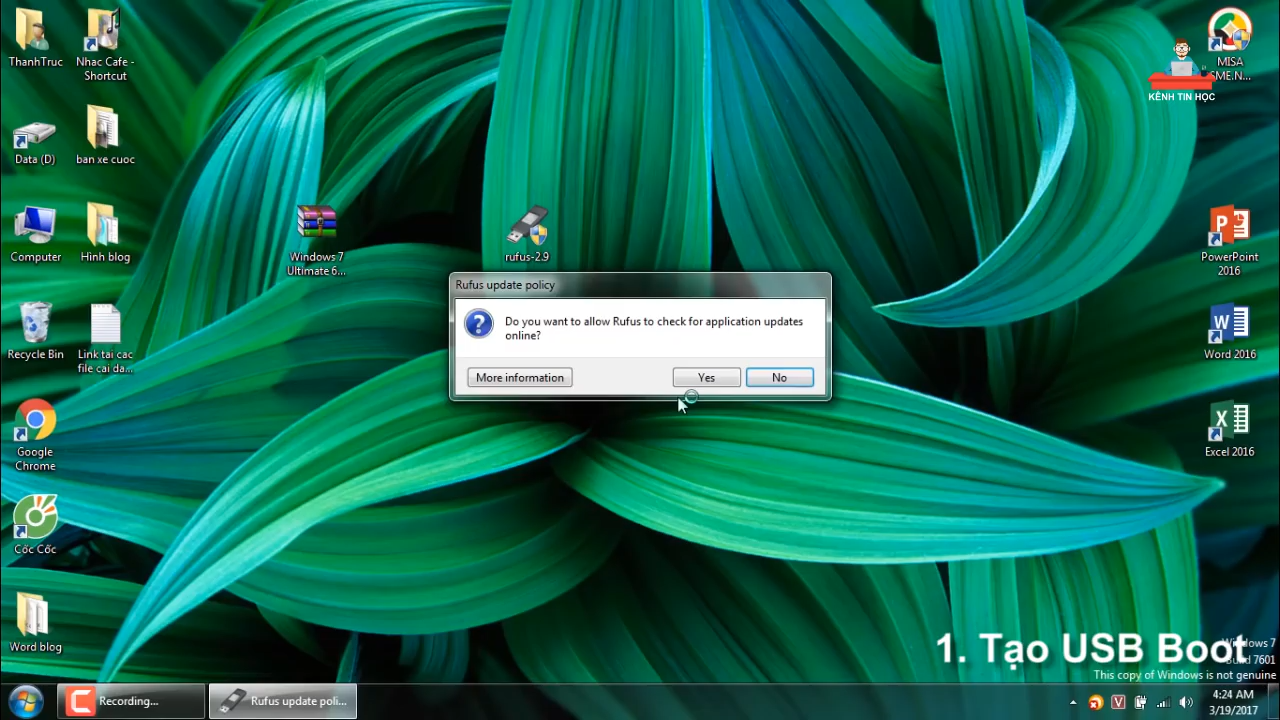 ThanhTruc
Nhac Cafe -
Shortcut
MISA
SME.N...
KÊNH TIN HỌC
Data (D)
ban xe cuoc
Computer
Hinh blog
Windows 7
Ultimate 6...
rufus-2.9
PowerPoint
2016
Rufus update policy
Do you want to allow Rufus to check for application updates
online?
More information
Yes
No
Recycle Bin
Link tai cac
file cai da...
Word 2016
Google
Chrome
Excel 2016
Cốc Cốc
Word blog
1. Tạo USB Boot
Windows 7
Build 7601
This copy of Windows is not genuine
Recording...
Rufus update poli...
4:24 AM
3/19/2017